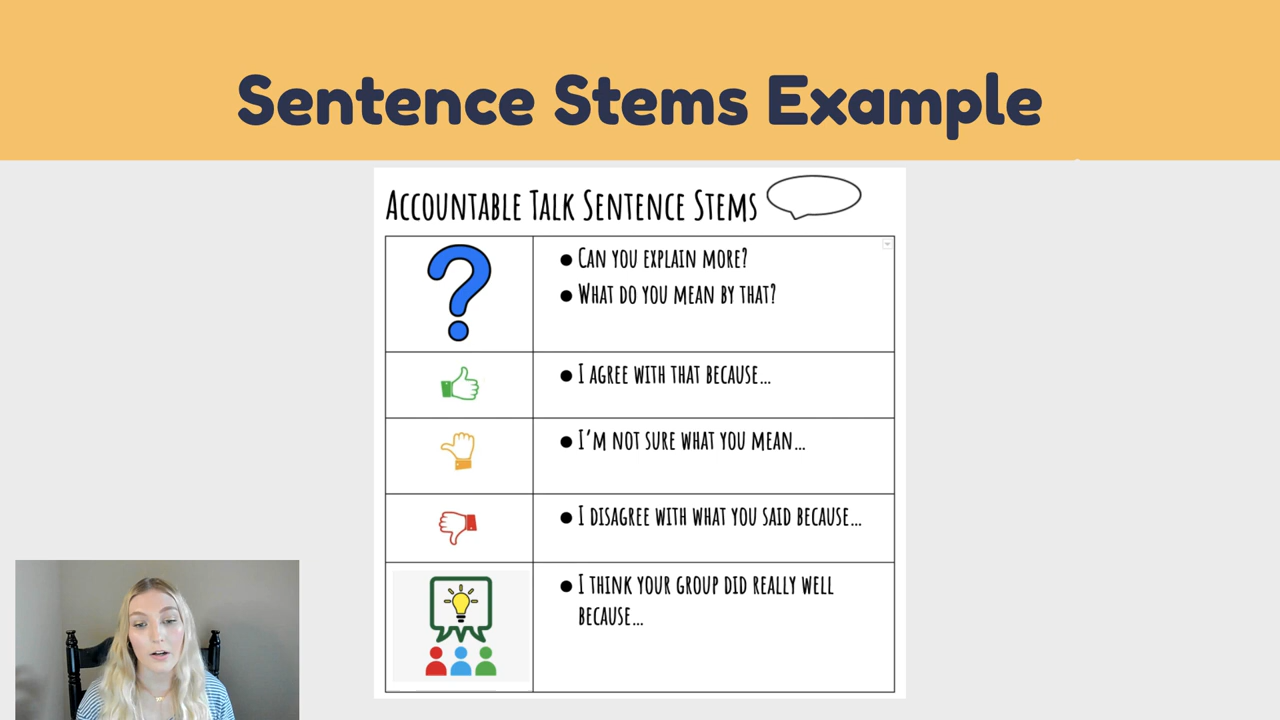 Sentence Stems Example
Accountable Talk Sentence Stems
?
● Can you explain more?
● What do you mean by that?
● I agree with that because…
● I'm not sure what you mean…
● I disagree with what you said because…
● I think your group did really well
because…